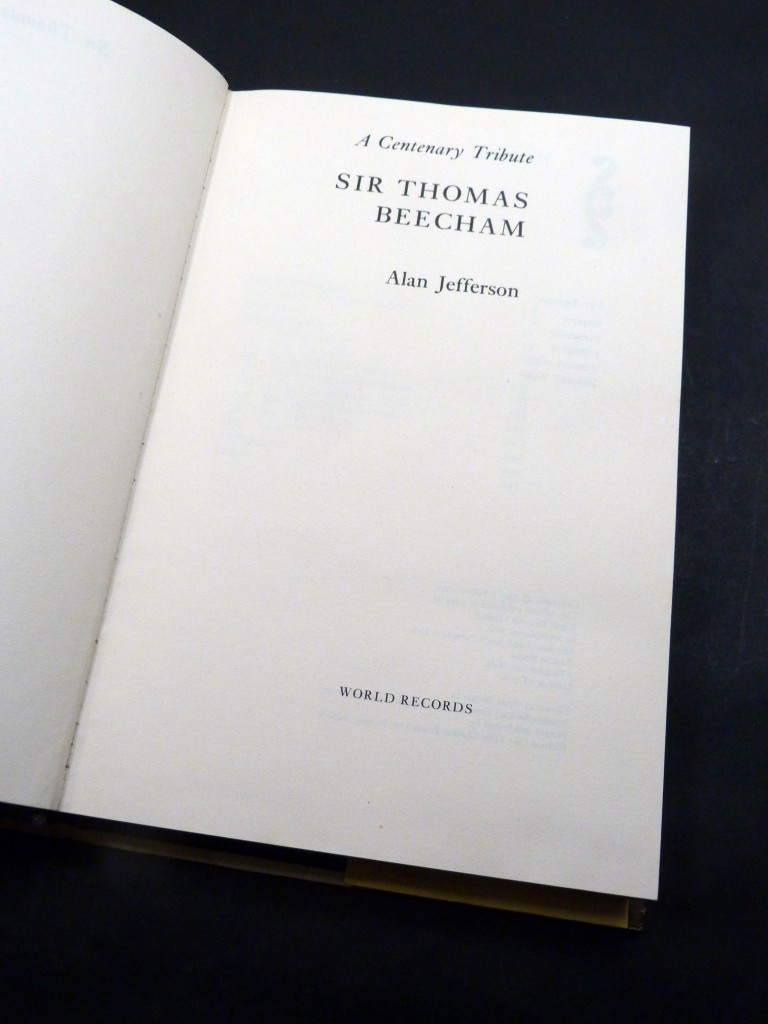 A Centenary Tribute
SIR THOMAS
BEECHAM
Alan Jefferson
WORLD RECORDS